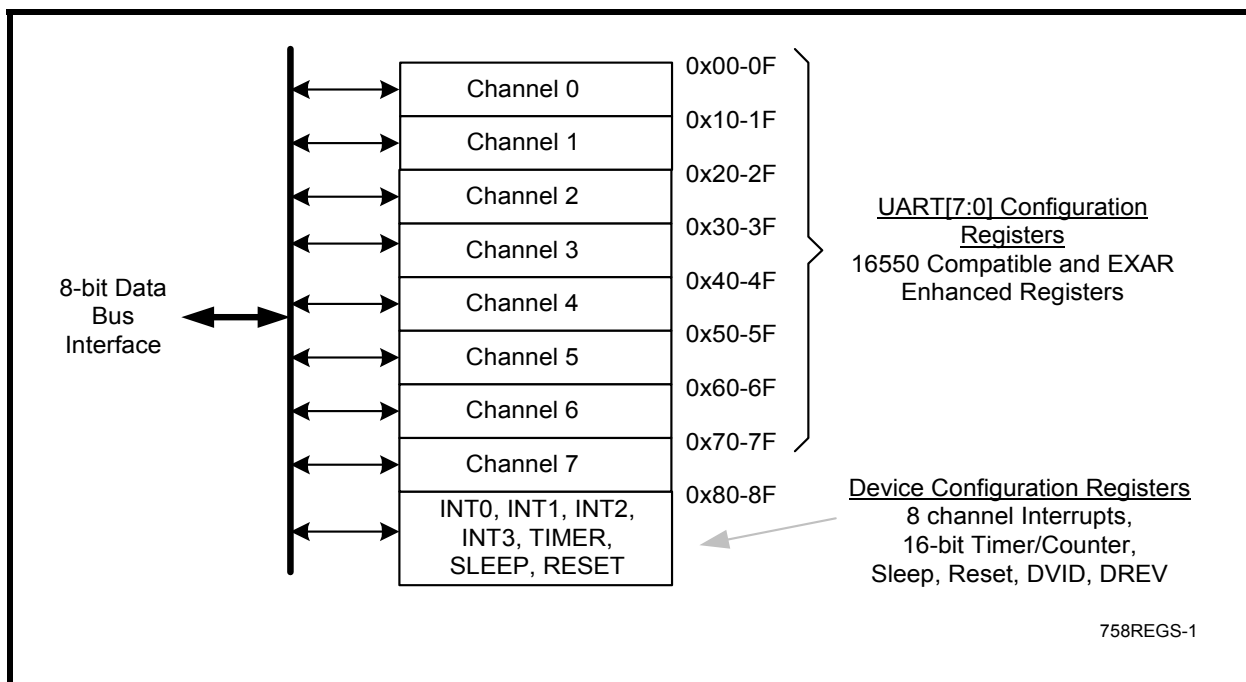 0x00-0F
Channel 0
0x10-1F
Channel 1
0x20-2F
Channel 2
0x30-3F
Channel 3
0x40-4F
Channel 4
0x50-5F
Channel 5
0x60-6F
Channel 6
0x70-7F
Channel 7
0x80-8F
INT0, INT1, INT2,
INT3, TIMER,
SLEEP, RESET
8-bit Data
Bus
Interface
UART[7:0] Configuration
Registers
16550 Compatible and EXAR
Enhanced Registers
Device Configuration Registers
8 channel Interrupts,
16-bit Timer/Counter,
Sleep, Reset, DVID, DREV
758REGS-1